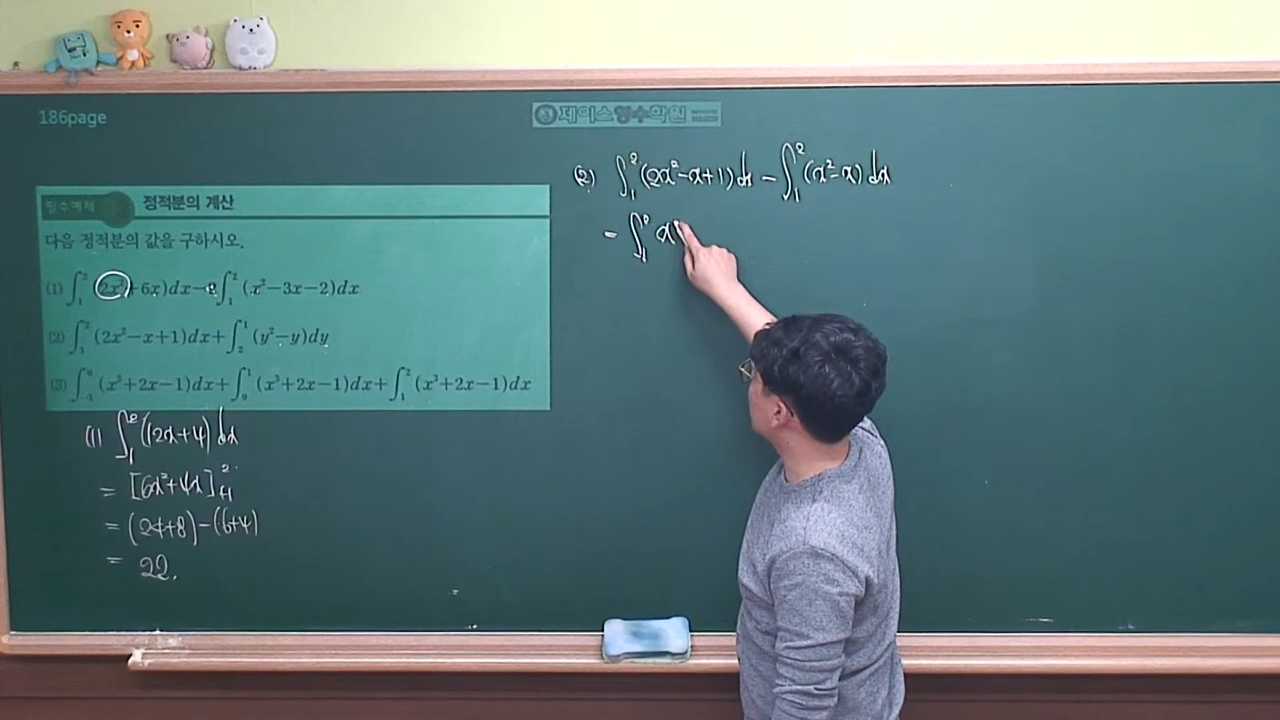 186page
제이스영수학원
필수예제 정적분의 계산
다음 정적분의 값을 구하시오.
(1) ∫₁² (2x²+6x)dx−2∫₁² (x²−3x−2)dx
(2) ∫₁² (2x²−x+1)dx+∫₂¹ (y²−y)dy
(3) ∫₋₁⁰ (x³+2x−1)dx+∫₀¹ (x³+2x−1)dx+∫₁² (x³+2x−1)dx
(1) ∫₁² (12x+4) dx
= [6x²+4x]₁²
= (24+8)−(6+4)
= 22.
(2) ∫₁² (2x²−x+1) dx − ∫₁² (x²−x) dx
= ∫₁² x²